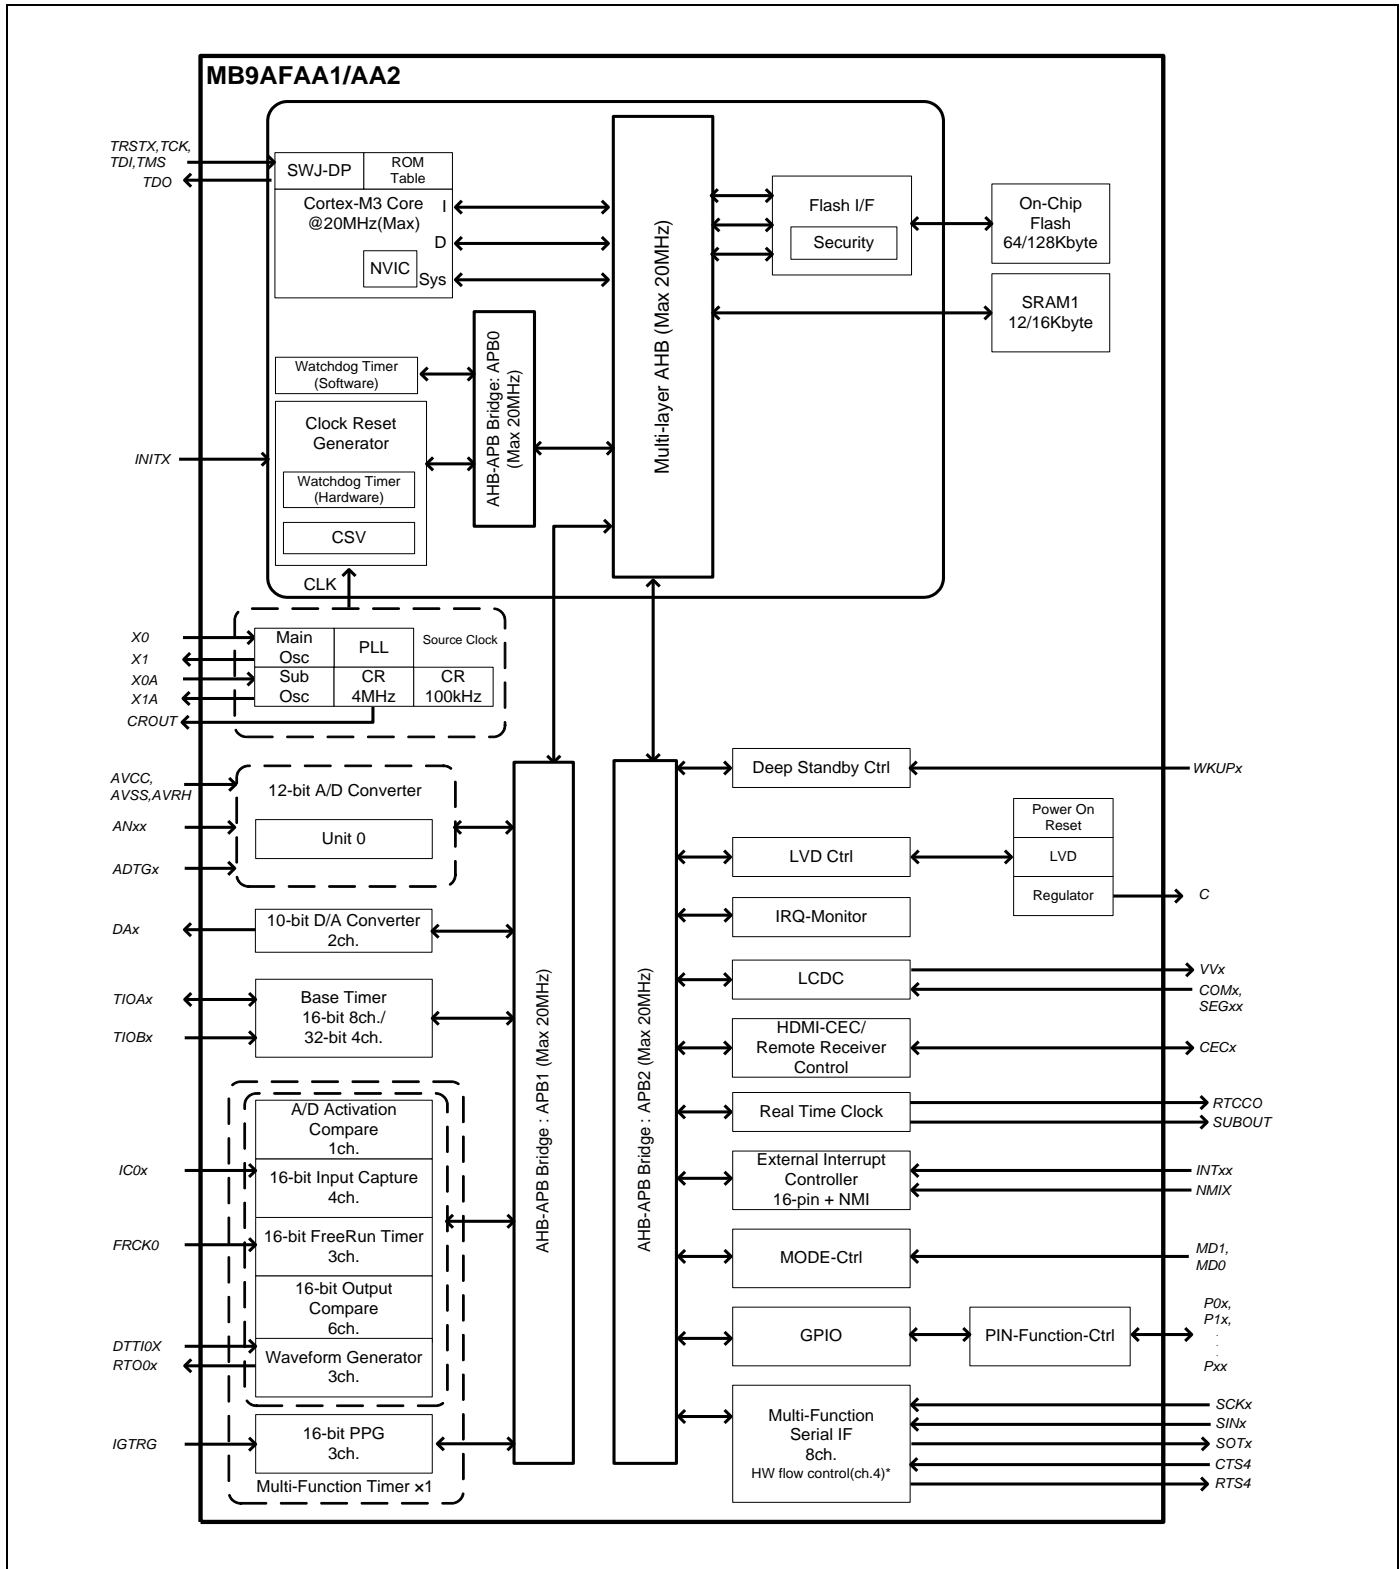 MB9AFAA1/AA2
TRSTX,TCK,
TDI,TMS
TDO
SWJ-DP
ROM
Table
Cortex-M3 Core
@20MHz(Max)
I
D
Sys
NVIC
Multi-layer AHB (Max 20MHz)
Flash I/F
Security
On-Chip
Flash
64/128Kbyte
SRAM1
12/16Kbyte
Watchdog Timer
(Software)
AHB-APB Bridge: APB0
(Max 20MHz)
INITX
Clock Reset
Generator
Watchdog Timer
(Hardware)
CSV
CLK
X0
X1
X0A
X1A
CROUT
Main
Osc
PLL
Source Clock
Sub
Osc
CR
4MHz
CR
100kHz
AVCC,
AVSS,AVRH
ANxx
ADTGx
12-bit A/D Converter
Unit 0
DAx
10-bit D/A Converter
2ch.
TIOAx
TIOBx
Base Timer
16-bit 8ch./
32-bit 4ch.
A/D Activation
Compare
1ch.
IC0x
16-bit Input Capture
4ch.
FRCK0
16-bit FreeRun Timer
3ch.
16-bit Output
Compare
6ch.
DTTI0X
RTO0x
Waveform Generator
3ch.
IGTRG
16-bit PPG
3ch.
Multi-Function Timer ×1
AHB-APB Bridge : APB1 (Max 20MHz)
AHB-APB Bridge : APB2 (Max 20MHz)
Deep Standby Ctrl
WKUPx
LVD Ctrl
Power On
Reset
LVD
Regulator
C
IRQ-Monitor
LCDC
VVx
COMx,
SEGxx
HDMI-CEC/
Remote Receiver
Control
CECx
Real Time Clock
RTCCO
SUBOUT
External Interrupt
Controller
16-pin + NMI
INTxx
NMIX
MODE-Ctrl
MD1,
MD0
GPIO
PIN-Function-Ctrl
P0x,
P1x,
.
.
.
Pxx
Multi-Function
Serial IF
8ch.
HW flow control(ch.4)*
SCKx
SINx
SOTx
CTS4
RTS4